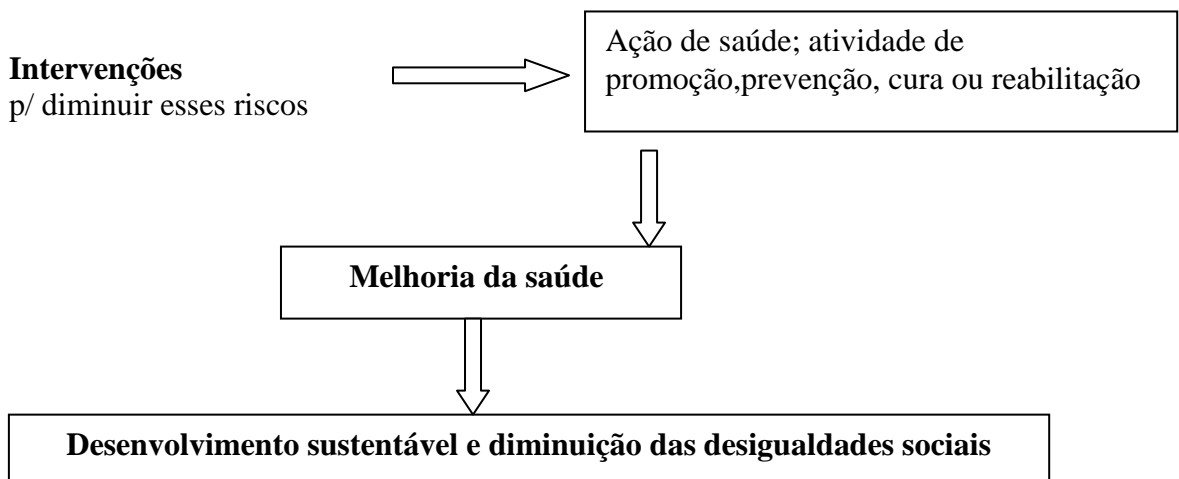 Intervenções
p/ diminuir esses riscos
Ação de saúde; atividade de
promoção,prevenção, cura ou reabilitação
Melhoria da saúde
Desenvolvimento sustentável e diminuição das desigualdades sociais